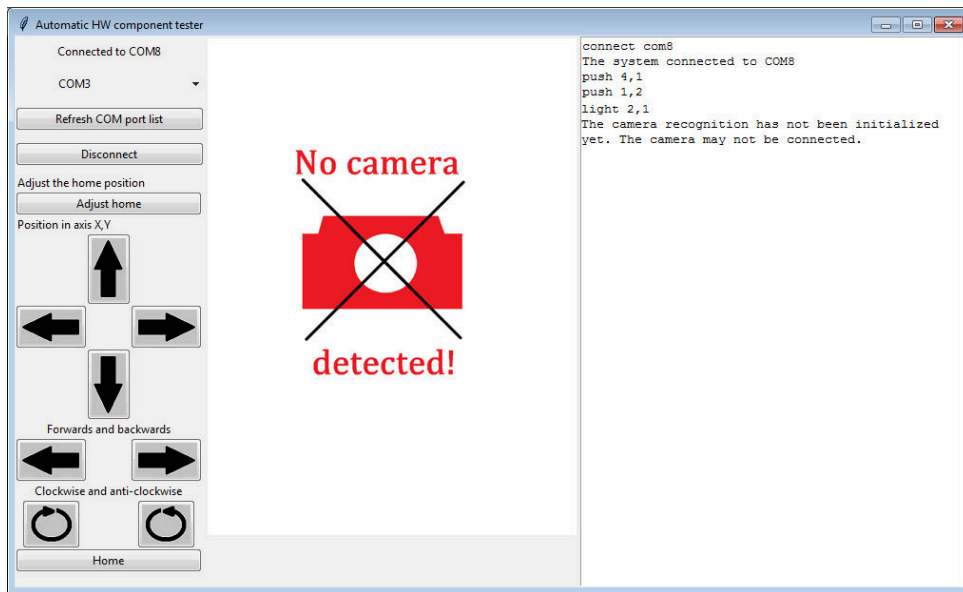 Automatic HW component tester
Connected to COM8
COM3
Refresh COM port list
Disconnect
Adjust the home position
Adjust home
Position in axis X,Y
Forwards and backwards
Clockwise and anti-clockwise
Home
No camera
detected!
connect com8
The system connected to COM8
push 4,1
push 1,2
light 2,1
The camera recognition has not been initialized
yet. The camera may not be connected.